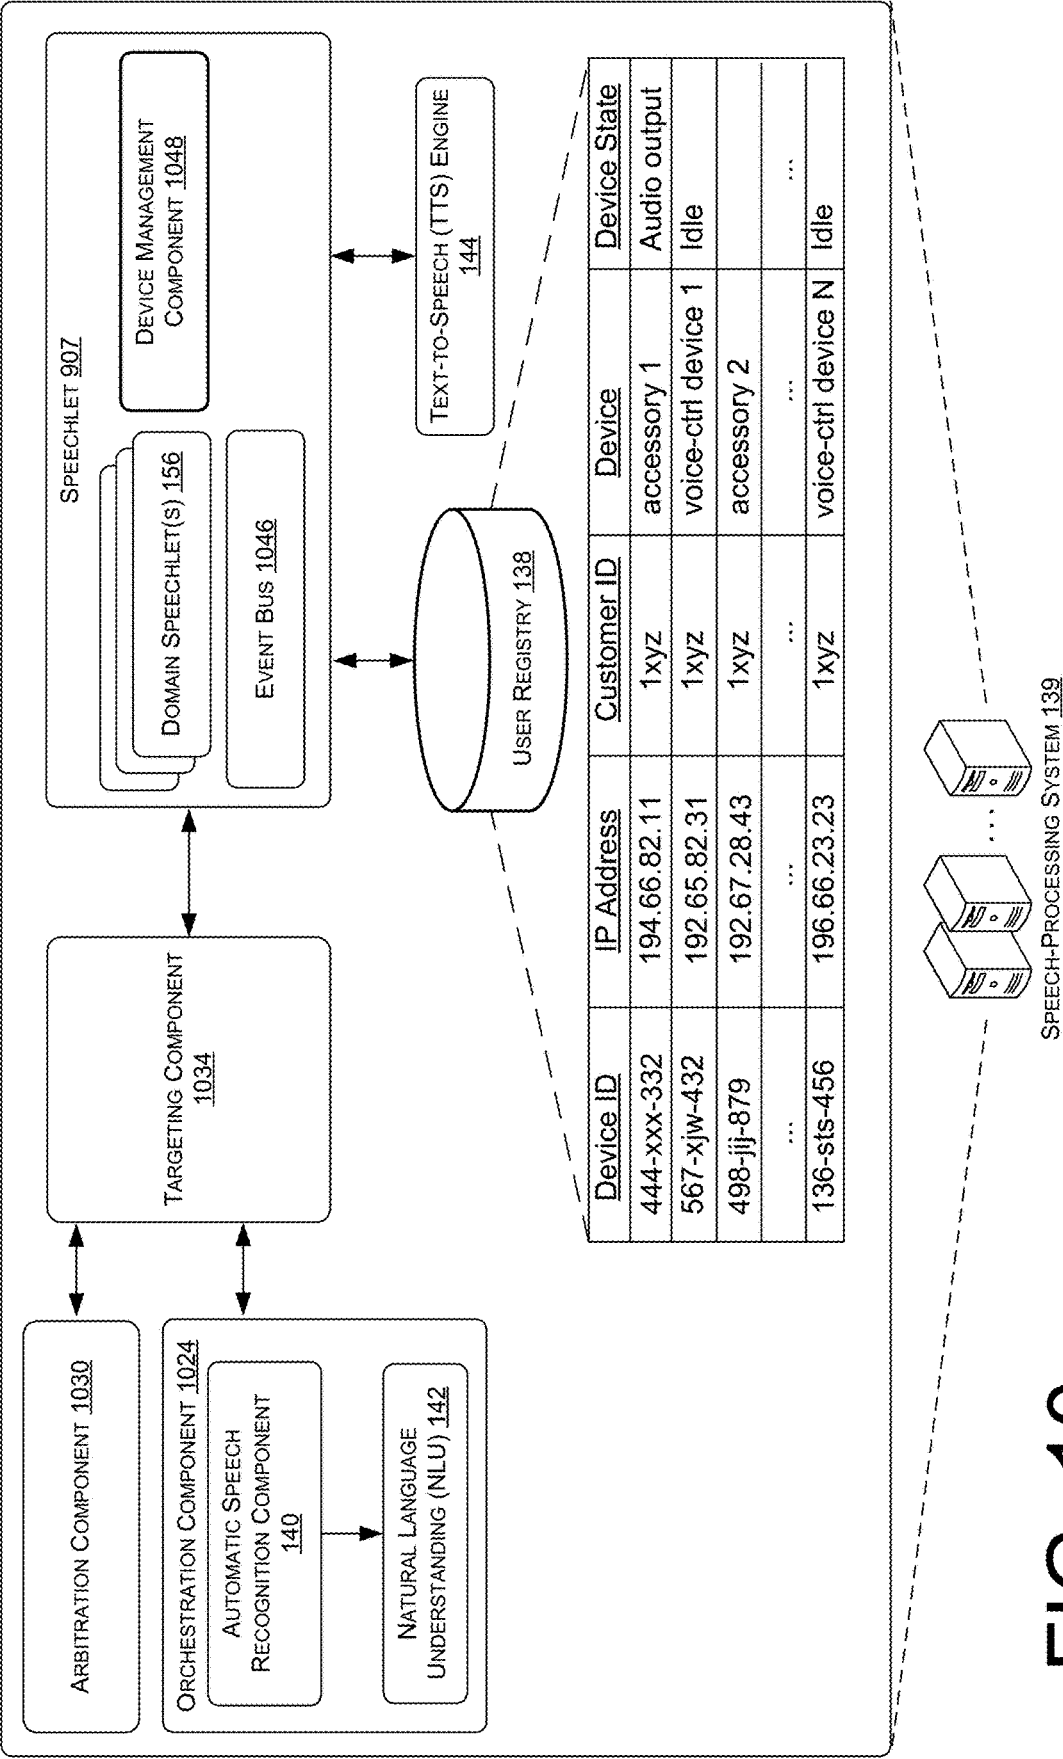 ARBITRATION COMPONENT 1030
ORCHESTRATION COMPONENT 1024
AUTOMATIC SPEECH
RECOGNITION COMPONENT
140
NATURAL LANGUAGE
UNDERSTANDING (NLU) 142
TARGETING COMPONENT
1034
SPEECHLET 907
DOMAIN SPEECHLET(S) 156
EVENT BUS 1046
DEVICE MANAGEMENT
COMPONENT 1048
TEXT-TO-SPEECH (TTS) ENGINE
144
USER REGISTRY 138
Device ID IP Address Customer ID Device Device State
444-xxx-332 194.66.82.11 1xyz accessory 1 Audio output
567-xjw-432 192.65.82.31 1xyz voice-ctrl device 1 Idle
498-jij-879 192.67.28.43 1xyz accessory 2
... ... ... ... ...
136-sts-456 196.66.23.23 1xyz voice-ctrl device N Idle
...
SPEECH-PROCESSING SYSTEM 139